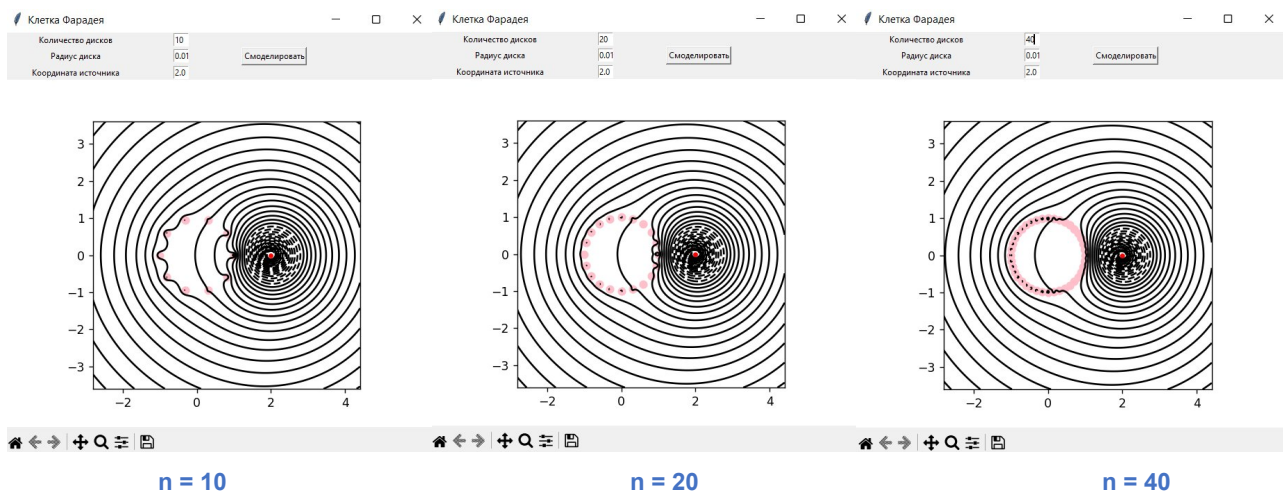 Клетка Фарадея
Количество дисков 10
Радиус диска 0.01
Смоделировать
Координата источника 2.0
3
2
1
0
−1
−2
−3
−2 0 2 4
n = 10
Клетка Фарадея
Количество дисков 20
Радиус диска 0.01
Смоделировать
Координата источника 2.0
3
2
1
0
−1
−2
−3
−2 0 2 4
n = 20
Клетка Фарадея
Количество дисков 40
Радиус диска 0.01
Смоделировать
Координата источника 2.0
3
2
1
0
−1
−2
−3
−2 0 2 4
n = 40